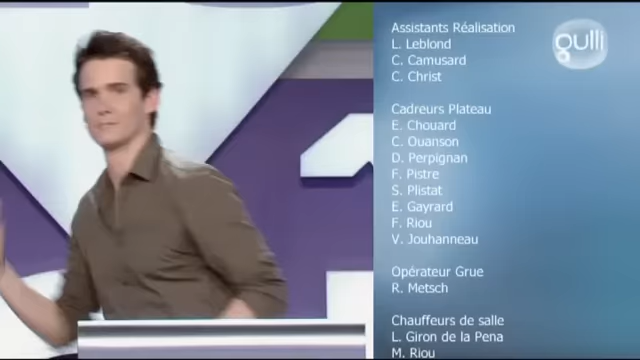 Assistants Réalisation
L. Leblond
C. Camusard
C. Christ
Cadreurs Plateau
E. Chouard
C. Ouanson
D. Perpignan
F. Pistre
S. Plistat
E. Gayrard
F. Riou
V. Jouhanneau
Opérateur Grue
R. Metsch
Chauffeurs de salle
L. Giron de la Pena
M. Riou
gulli